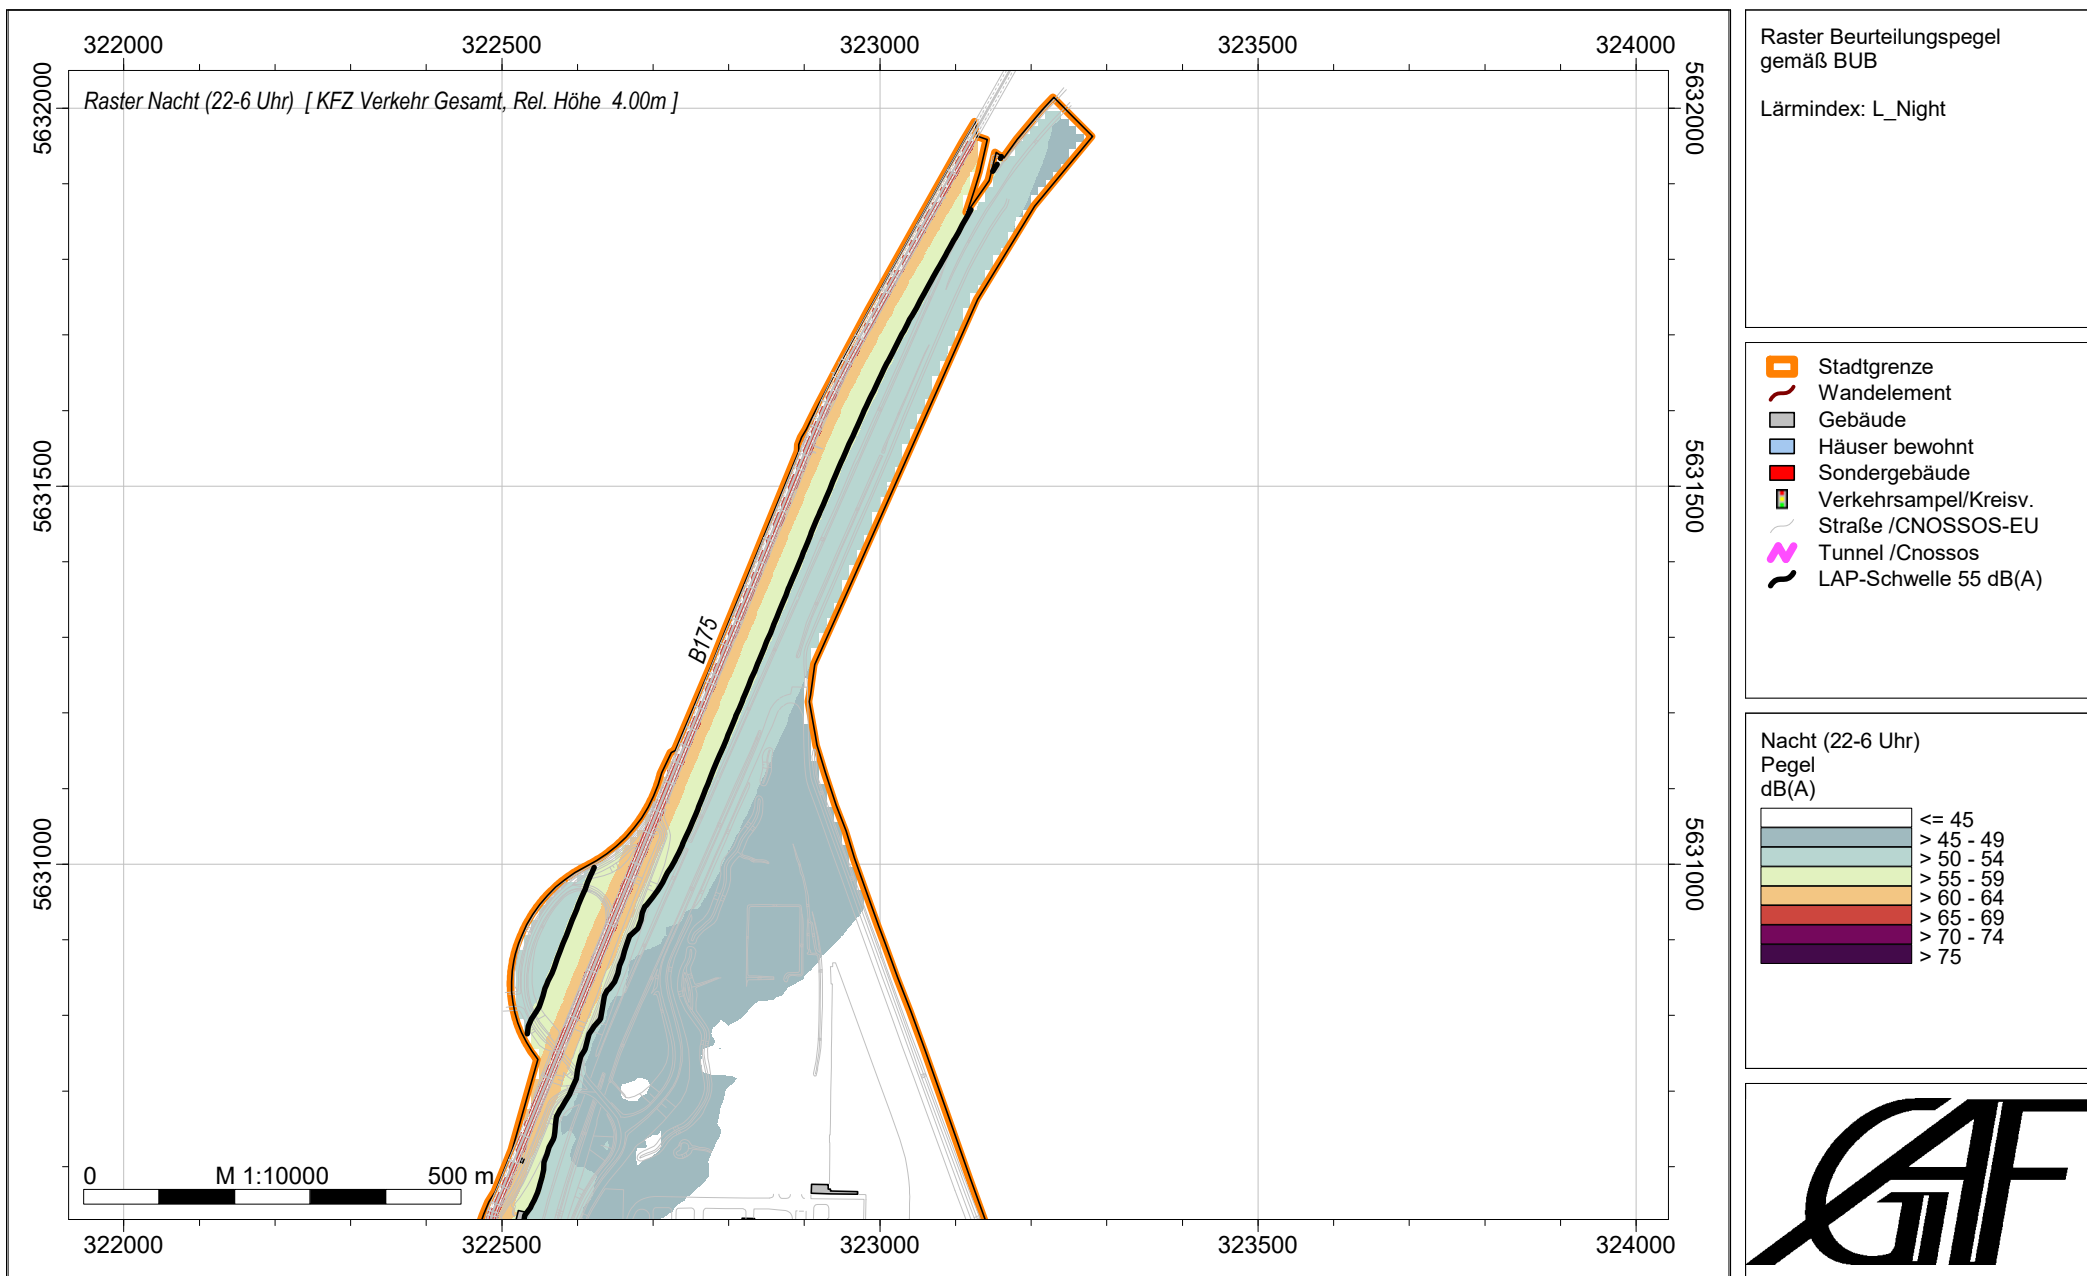 322000 322500 323000 323500 324000
5632000
5631500
5631000
Raster Nacht (22-6 Uhr) [ KFZ Verkehr Gesamt, Rel. Höhe 4.00m ]
B175
5632000
5631500
5631000
0 M 1:10000 500 m
322000 322500 323000 323500 324000
Raster Beurteilungspegel
gemäß BUB
Lärmindex: L_Night
Stadtgrenze
Wandelement
Gebäude
Häuser bewohnt
Sondergebäude
Verkehrsampel/Kreisv.
Straße /CNOSSOS-EU
Tunnel /Cnossos
LAP-Schwelle 55 dB(A)
Nacht (22-6 Uhr)
Pegel
dB(A)
<= 45
> 45 - 49
> 50 - 54
> 55 - 59
> 60 - 64
> 65 - 69
> 70 - 74
> 75
GAF